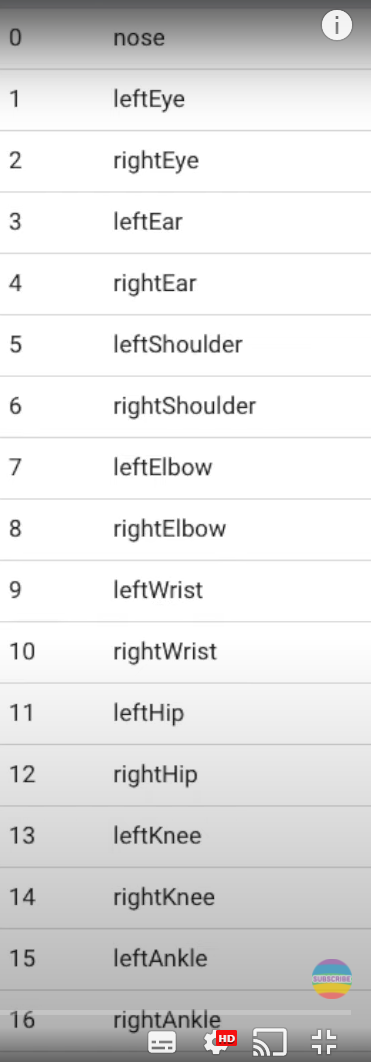 0 nose
1 leftEye
2 rightEye
3 leftEar
4 rightEar
5 leftShoulder
6 rightShoulder
7 leftElbow
8 rightElbow
9 leftWrist
10 rightWrist
11 leftHip
12 rightHip
13 leftKnee
14 rightKnee
15 leftAnkle
SUBSCRIBE
16 rightAnkle
HD